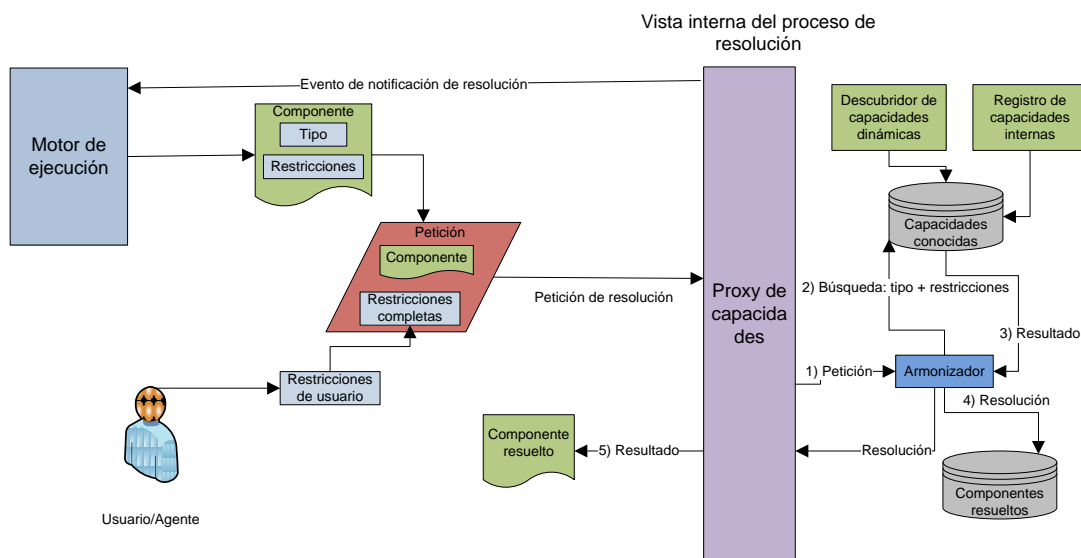 Vista interna del proceso de
resolución
Evento de notificación de resolución
Motor de
ejecución
Componente
Tipo
Restricciones
Descubridor de
capacidades
dinámicas
Registro de
capacidades
internas
Capacidades
conocidas
Petición
Componente
Restricciones
completas
Petición de resolución
Proxy de
capacida
des
2) Búsqueda: tipo + restricciones
3) Resultado
1) Petición
Armonizador
4) Resolución
Restricciones
de usuario
Componente
resuelto
5) Resultado
Resolución
Componentes
resueltos
Usuario/Agente